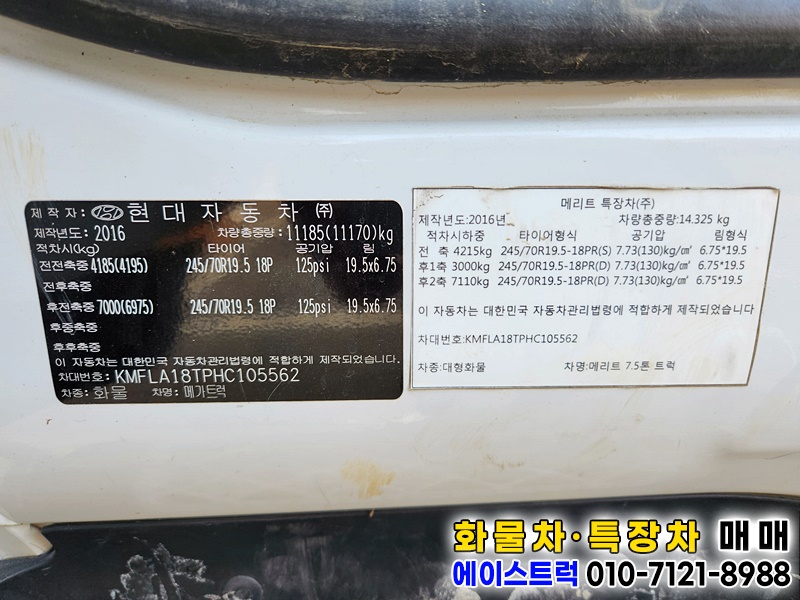 제 작 자: 현 대 자 동 차 ㈜
제작년도: 2016 차량총중량: 11185(11170)kg
적차시(kg) 타이어 공기압 림
전전축중 4185(4195) 245/70R19.5 18P 125psi 19.5x6.75
전후축중
후전축중 7000(6975) 245/70R19.5 18P 125psi 19.5x6.75
후중축중
후후축중
이 자동차는 대한민국 자동차관리법령에 적합하게 제작되었습니다.
차대번호: KMFLA18TPHC105562
차종: 화물 차명: 메가트럭
메리트 특장차(주)
제작년도:2016년 차량총중량:14.325 kg
적차시하중 타이어형식 공기압 림형식
전 축 4215kg 245/70R19.5-18PR(S) 7.73(130)kg/㎠ 6.75*19.5
후1축 3000kg 245/70R19.5-18PR(D) 7.73(130)kg/㎠ 6.75*19.5
후2축 7110kg 245/70R19.5-18PR(D) 7.73(130)kg/㎠ 6.75*19.5
이 자동차는 대한민국 자동차관리법령에 적합하게 제작되었습니다
차대번호:KMFLA18TPHC105562
차종:대형화물 차명:메리트 7.5톤 트럭
화물차·특장차 매매
에이스트럭 010-7121-8988